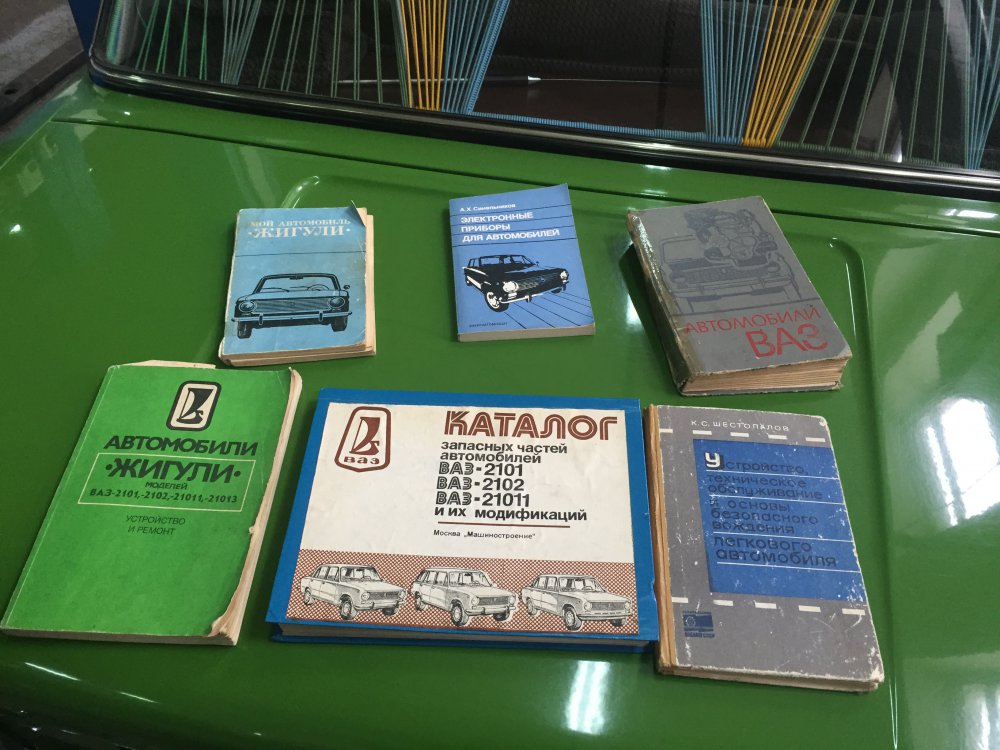 МОЙ АВТОМОБИЛЬ
·ЖИГУЛИ·
А. Х. Синельников
ЭЛЕКТРОННЫЕ
ПРИБОРЫ
ДЛЯ АВТОМОБИЛЕЙ
АВТОМОБИЛИ
ВАЗ
АВТОМОБИЛИ
·ЖИГУЛИ·
МОДЕЛЕЙ
ВАЗ-2101,-2102,-21011,-21013
УСТРОЙСТВО
И РЕМОНТ
ВАЗ
КАТАЛОГ
запасных частей
автомобилей
ВАЗ-2101
ВАЗ-2102
ВАЗ-21011
и их модификаций
Москва „Машиностроение"
К. С. ШЕСТОПАЛОВ
Устройство,
техническое
обслуживание
и основы
безопасного
вождения
легкового
автомобиля